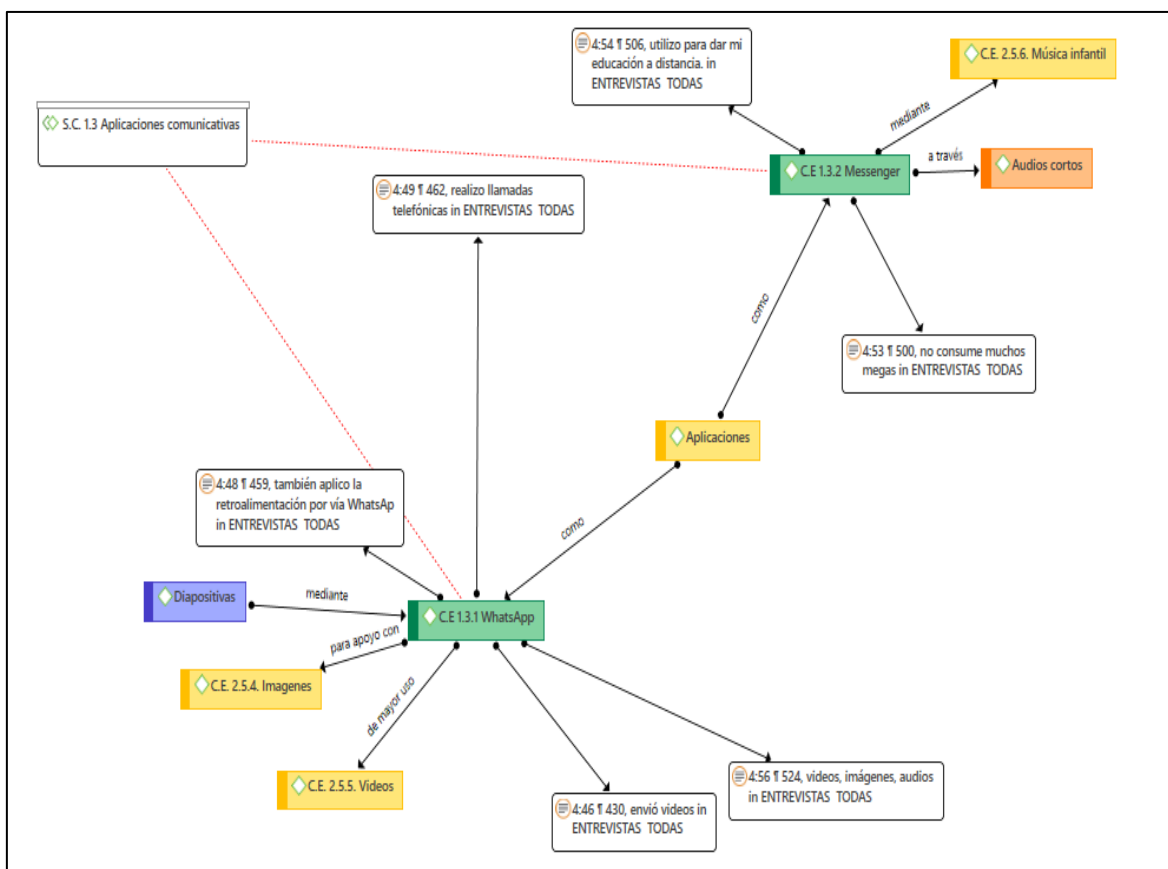 4:54 ¶ 506, utilizo para dar mi
educación a distancia. in
ENTREVISTAS TODAS
C.E. 2.5.6. Música infantil
S.C. 1.3 Aplicaciones comunicativas
mediante
a través
C.E 1.3.2 Messenger
Audios cortos
4:49 ¶ 462, realizo llamadas
telefónicas in ENTREVISTAS TODAS
como
4:53 ¶ 500, no consume muchos
megas in ENTREVISTAS TODAS
Aplicaciones
4:48 ¶ 459, también aplico la
retroalimentación por vía WhatsAp
in ENTREVISTAS TODAS
como
Diapositivas
mediante
C.E 1.3.1 WhatsApp
para apoyo con
C.E. 2.5.4. Imagenes
de mayor uso
C.E. 2.5.5. Videos
4:56 ¶ 524, videos, imágenes, audios
in ENTREVISTAS TODAS
4:46 ¶ 430, envió videos in
ENTREVISTAS TODAS